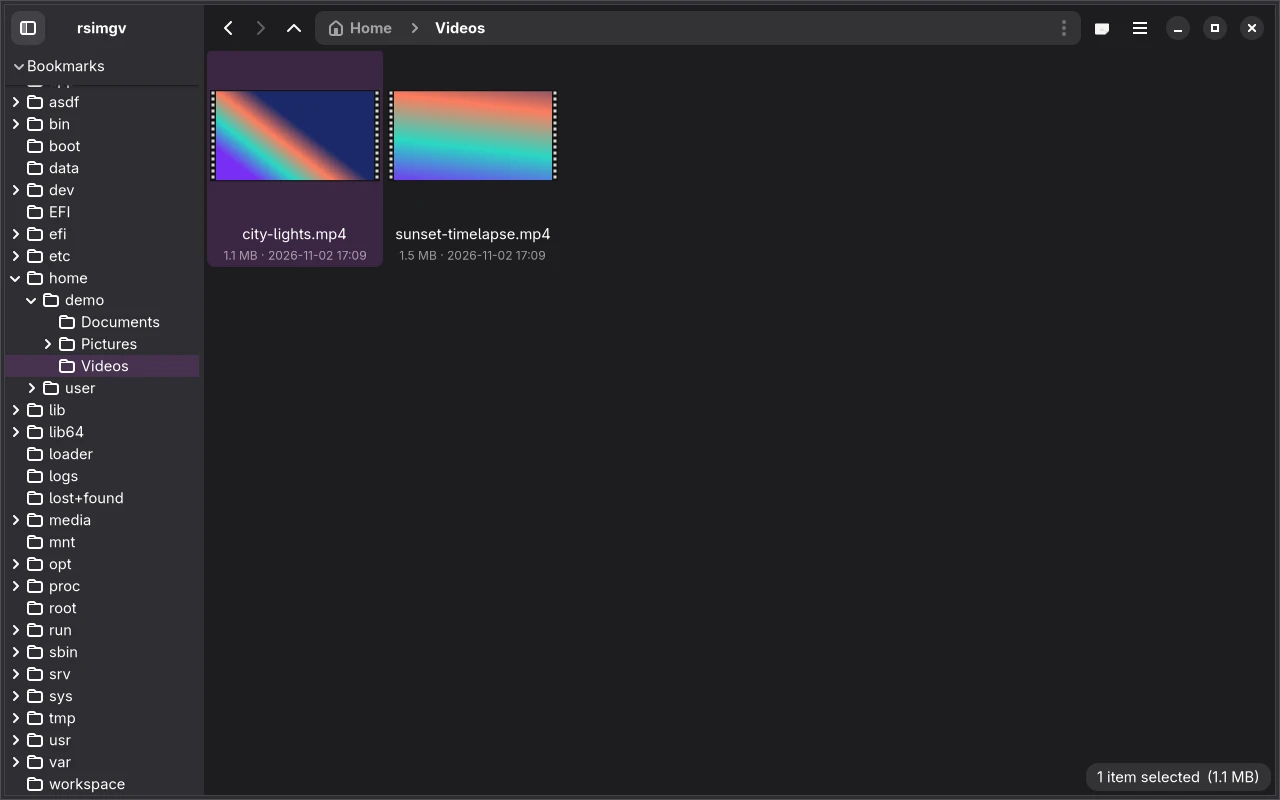 rsimgv
Home
Videos
Bookmarks
asdf
bin
boot
data
dev
EFI
efi
etc
home
demo
Documents
Pictures
Videos
user
lib
lib64
loader
logs
lost+found
media
mnt
opt
proc
root
run
sbin
srv
sys
tmp
usr
var
workspace
city-lights.mp4
1.1 MB · 2026-11-02 17:09
sunset-timelapse.mp4
1.5 MB · 2026-11-02 17:09
1 item selected (1.1 MB)